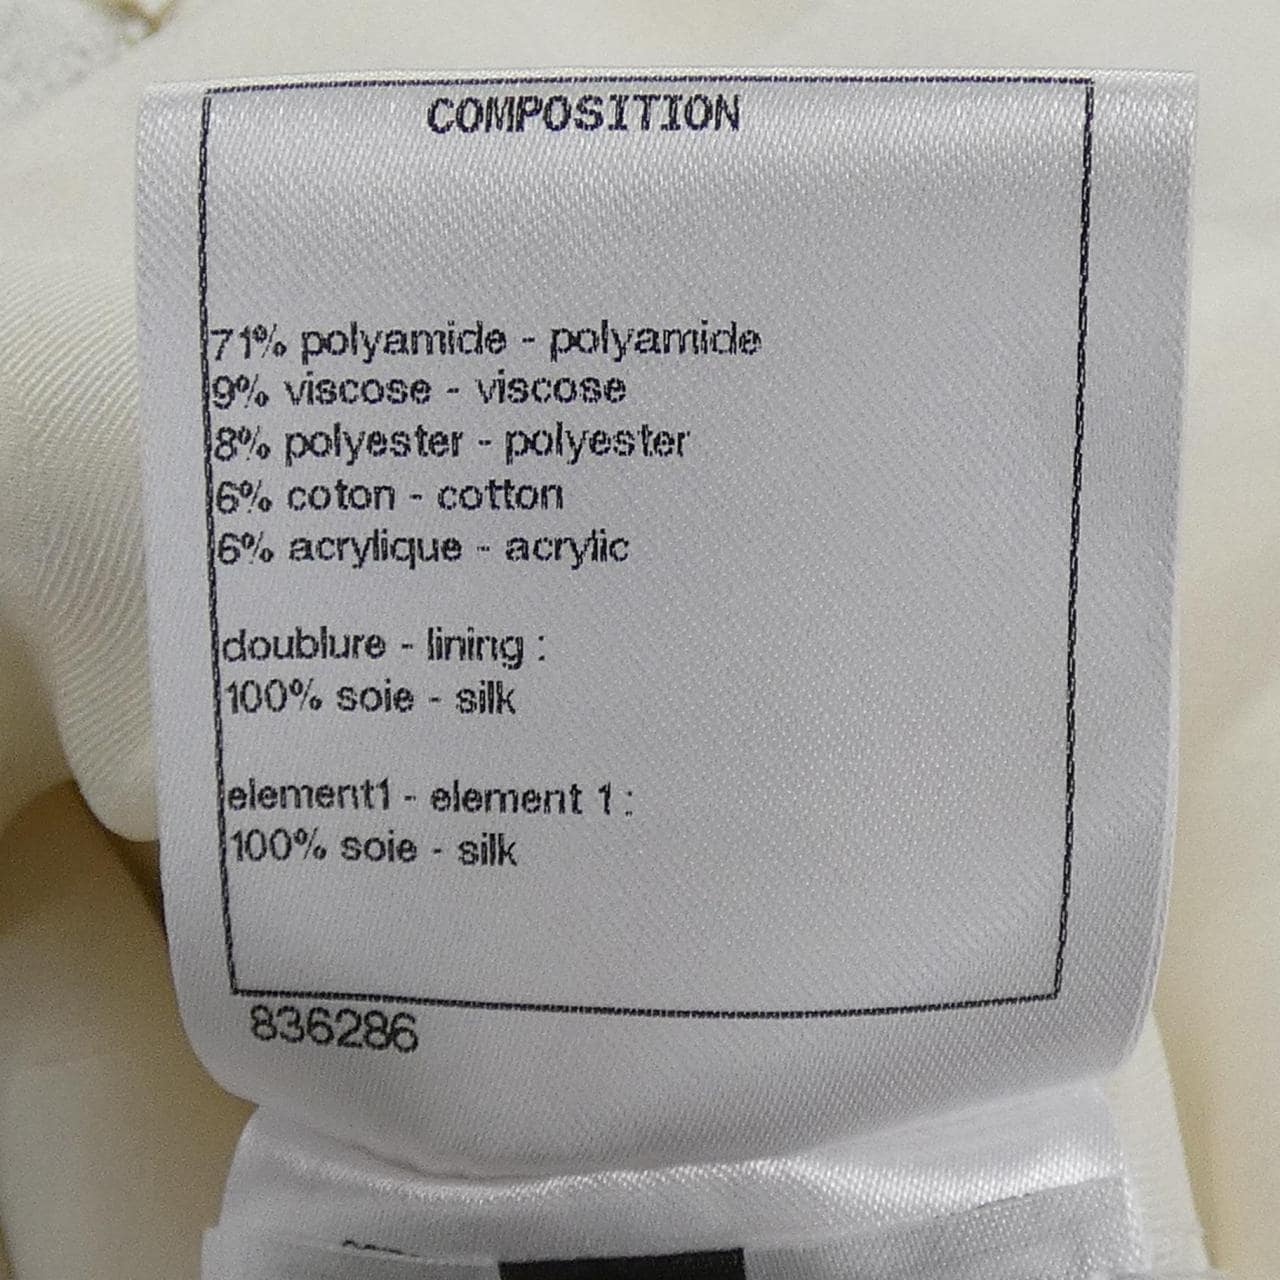 COMPOSITION
71% polyamide - polyamide
9% viscose - viscose
8% polyester - polyester
6% coton - cotton
6% acrylique - acrylic
doublure - lining :
100% soie - silk
element1 - element 1 :
100% soie - silk
836286